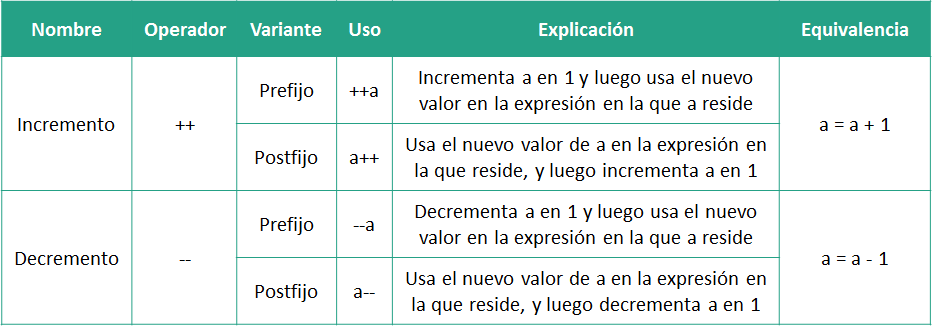 Nombre Operador Variante Uso Explicación Equivalencia
Incremento ++ Prefijo ++a Incrementa a en 1 y luego usa el nuevo
valor en la expresión en la que a reside
a = a + 1
Postfijo a++ Usa el nuevo valor de a en la expresión en
la que reside, y luego incrementa a en 1
Decremento -- Prefijo --a Decrementa a en 1 y luego usa el nuevo
valor en la expresión en la que a reside
a = a - 1
Postfijo a-- Usa el nuevo valor de a en la expresión en
la que reside, y luego decrementa a en 1